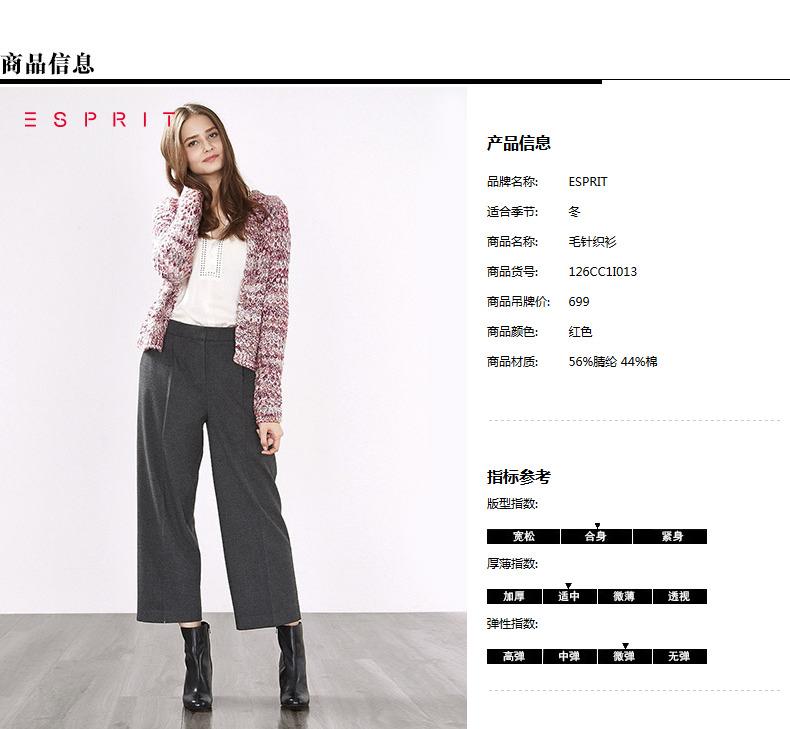 商品信息
ESPRIT
产品信息
品牌名称: ESPRIT
适合季节: 冬
商品名称: 毛针织衫
商品货号: 126CC1I013
商品吊牌价: 699
商品颜色: 红色
商品材质: 56%腈纶 44%棉
指标参考
版型指数:
宽松 合身 紧身
厚薄指数:
加厚 适中 微薄 透视
弹性指数:
高弹 中弹 微弹 无弹